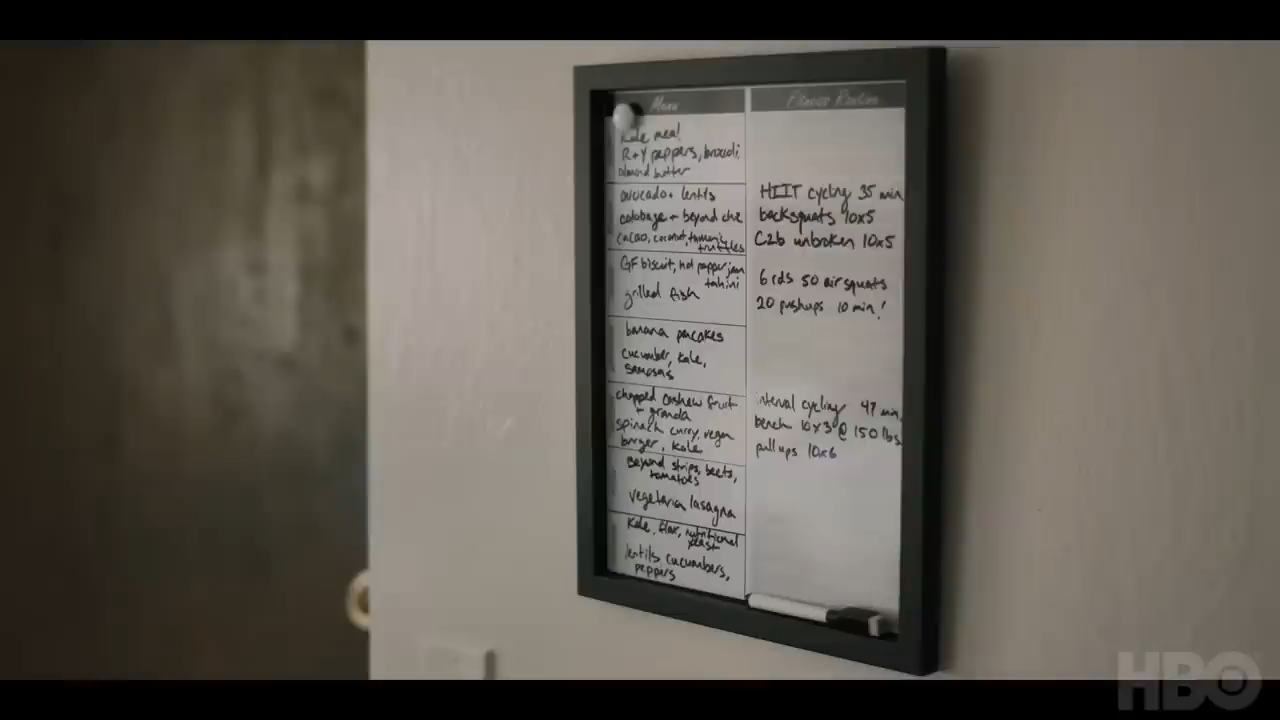 Menu
Kale meal
R+Y peppers, brocoli
almond butter
avocado + lentils
cabbage + beyond che
cacao, coconut, tumeric
truffles
GF biscuit, hot pepper jam
tahini
grilled fish
banana pacakes
cucumber, kale,
samosas
chopped cashew fruit
+ granola
spinach curry, vegan
burger, kale
Beyond strips, beets,
tomatoes
vegetarian lasagna
Kale, flax, nutritional
yeast
lentils cucumbers,
peppers
Fitness Routine
HIIT cycling 35 min
backsquats 10x5
C2b unbroken 10x5
6 rds 50 air squats
20 pushups 10 min!
interval cycling 47 min,
bench 10x3 @ 150 lbs
pull ups 10x6
HBO